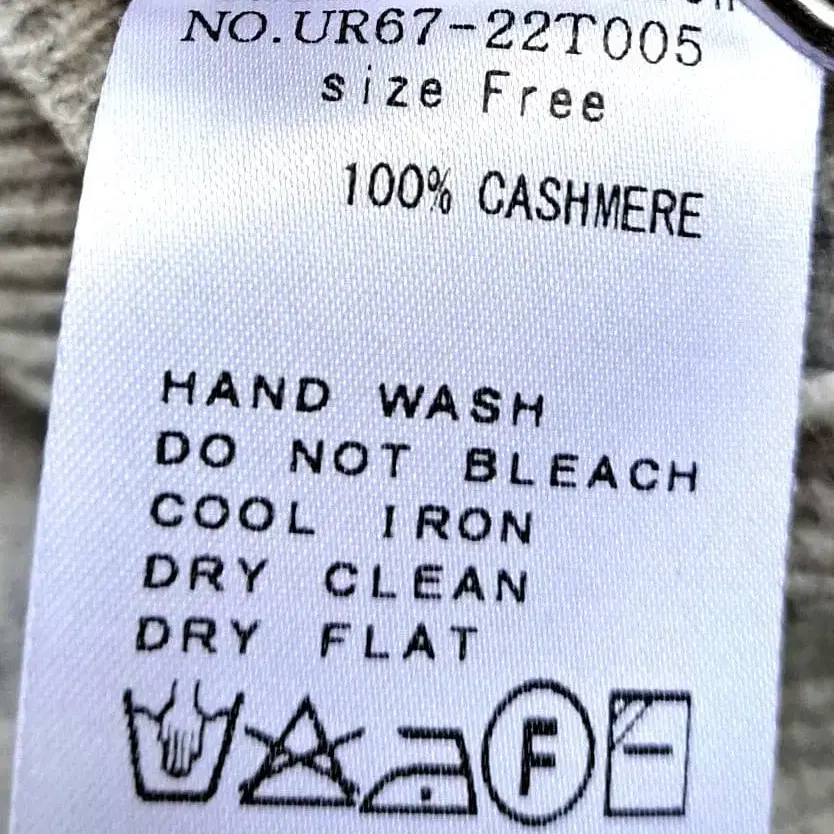 NO.UR67-22T005
size Free
100% CASHMERE
HAND WASH
DO NOT BLEACH
COOL IRON
DRY CLEAN
DRY FLAT
F